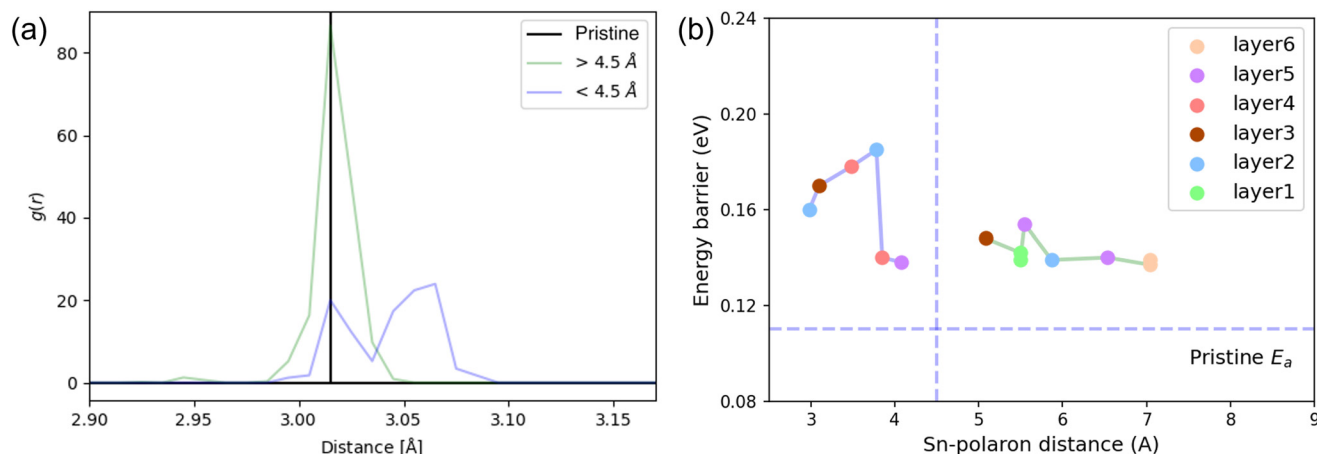 (a)
Pristine
> 4.5 Å
< 4.5 Å
80
60
40
20
0
g(r)
2.90
2.95
3.00
3.05
3.10
3.15
Distance [Å]
(b)
layer6
layer5
layer4
layer3
layer2
layer1
0.24
0.20
0.16
0.12
0.08
Energy barrier (eV)
Pristine Ea
3
4
5
6
7
8
9
Sn-polaron distance (A)